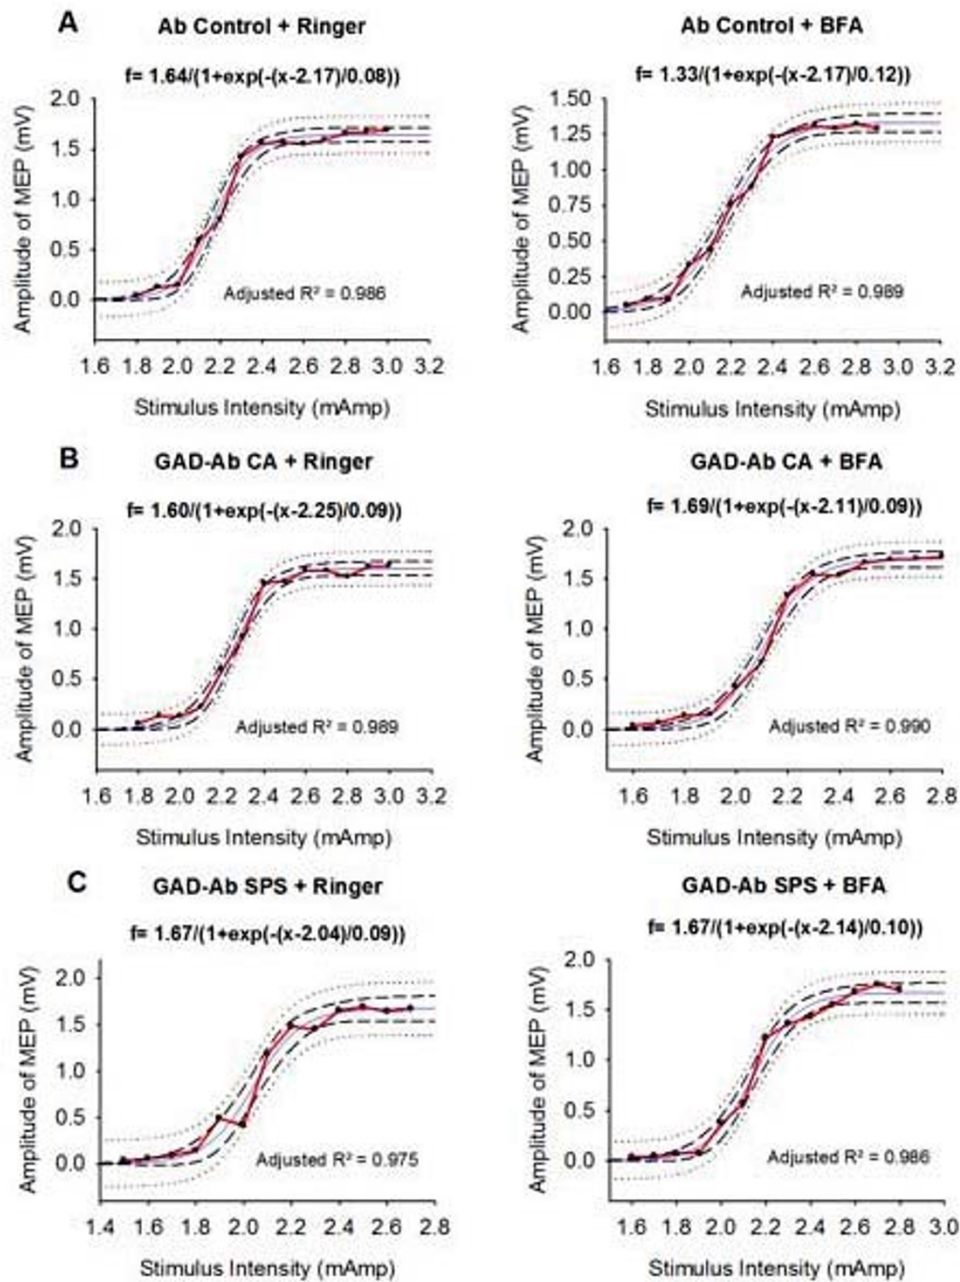 A
Ab Control + Ringer
f= 1.64/(1+exp(-(x-2.17)/0.08))
Amplitude of MEP (mV)
2.0
1.5
1.0
0.5
0.0
Adjusted R² = 0.986
1.6 1.8 2.0 2.2 2.4 2.6 2.8 3.0 3.2
Stimulus Intensity (mAmp)
Ab Control + BFA
f= 1.33/(1+exp(-(x-2.17)/0.12))
Amplitude of MEP (mV)
1.50
1.25
1.00
0.75
0.50
0.25
0.00
Adjusted R² = 0.989
1.6 1.8 2.0 2.2 2.4 2.6 2.8 3.0 3.2
Stimulus Intensity (mAmp)
B
GAD-Ab CA + Ringer
f= 1.60/(1+exp(-(x-2.25)/0.09))
Amplitude of MEP (mV)
2.0
1.5
1.0
0.5
0.0
Adjusted R² = 0.989
1.6 1.8 2.0 2.2 2.4 2.6 2.8 3.0 3.2
Stimulus Intensity (mAmp)
GAD-Ab CA + BFA
f= 1.69/(1+exp(-(x-2.11)/0.09))
Amplitude of MEP (mV)
2.0
1.5
1.0
0.5
0.0
Adjusted R² = 0.990
1.6 1.8 2.0 2.2 2.4 2.6 2.8
Stimulus Intensity (mAmp)
C
GAD-Ab SPS + Ringer
f= 1.67/(1+exp(-(x-2.04)/0.09))
Amplitude of MEP (mV)
2.0
1.5
1.0
0.5
0.0
Adjusted R² = 0.975
1.4 1.6 1.8 2.0 2.2 2.4 2.6 2.8
Stimulus Intensity (mAmp)
GAD-Ab SPS + BFA
f= 1.67/(1+exp(-(x-2.14)/0.10))
Amplitude of MEP (mV)
2.0
1.5
1.0
0.5
0.0
Adjusted R² = 0.986
1.6 1.8 2.0 2.2 2.4 2.6 2.8 3.0
Stimulus Intensity (mAmp)